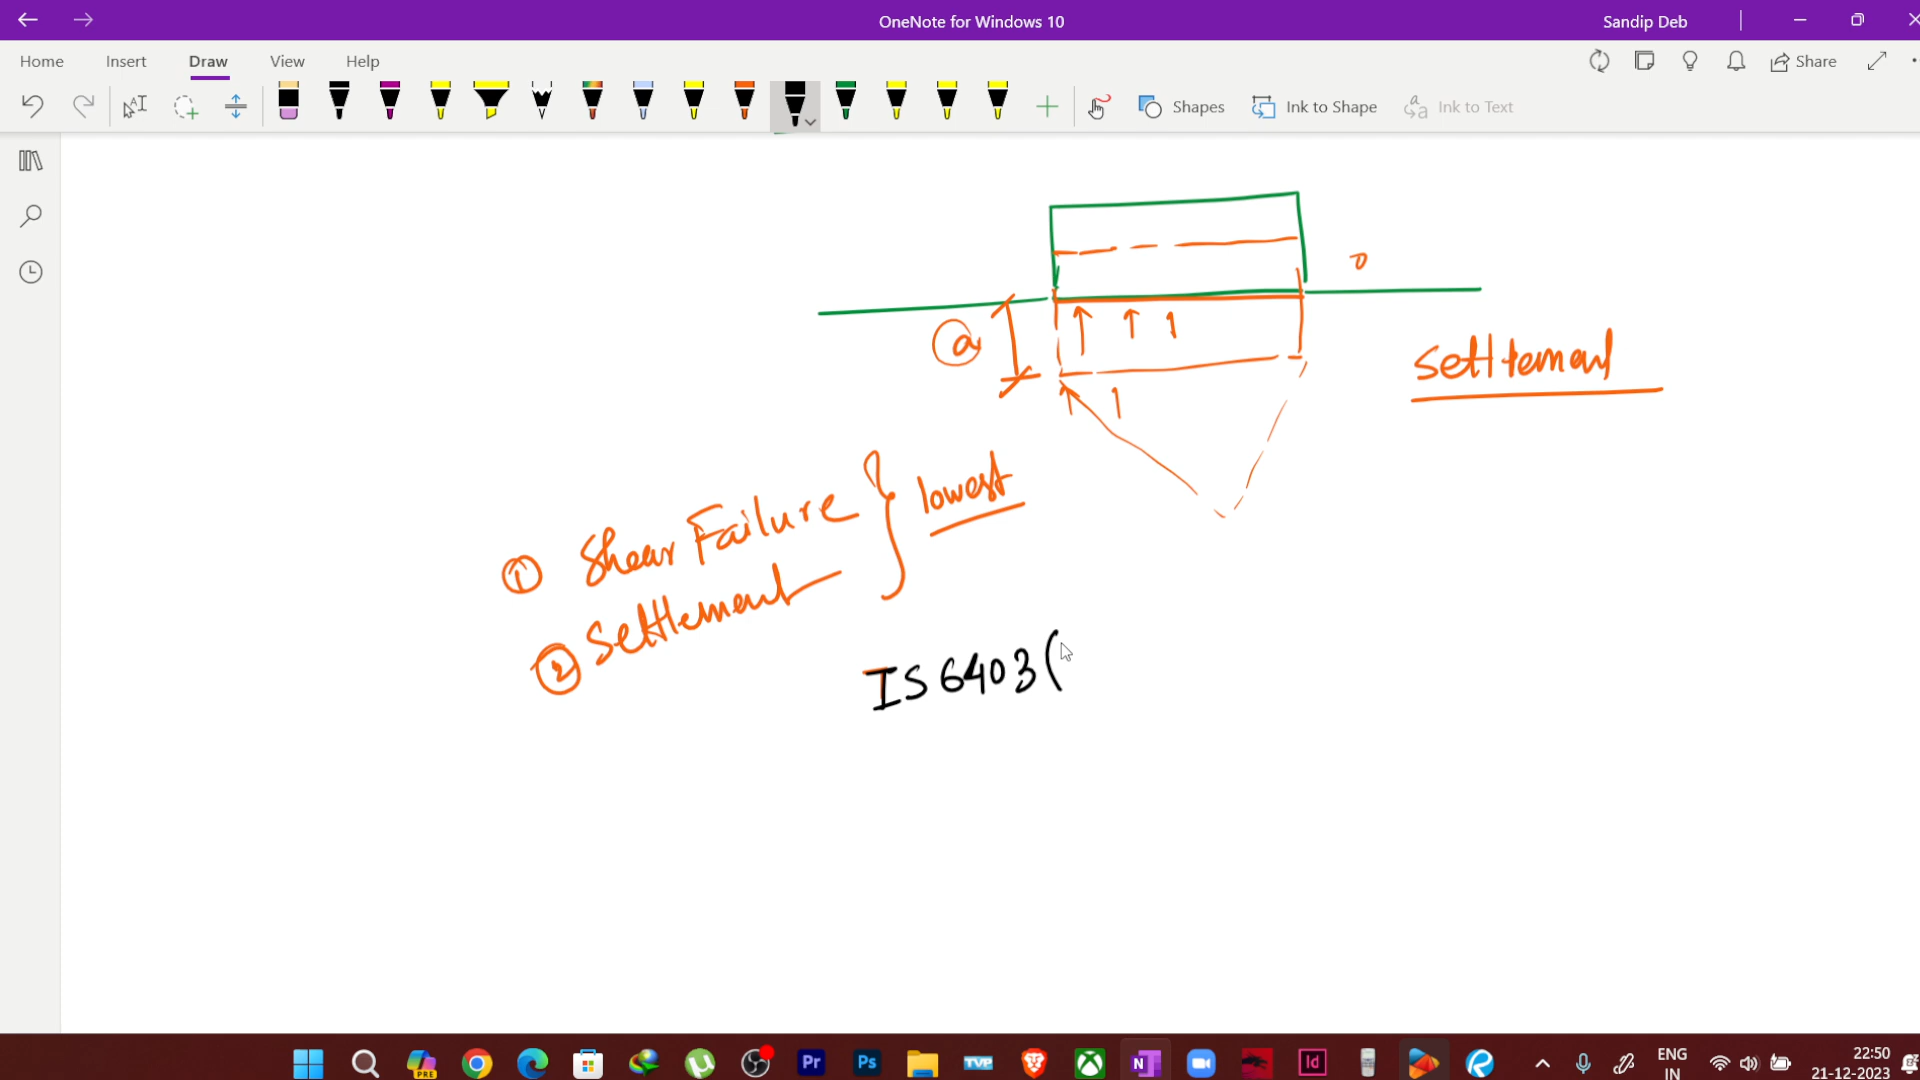 OneNote for Windows 10
Sandip Deb
Home Insert Draw View Help
Share
Shapes Ink to Shape Ink to Text
a
settlement
① Shear Failure
lowest
② Settlement
IS 6403 (
ENG
IN
22:50
21-12-2023